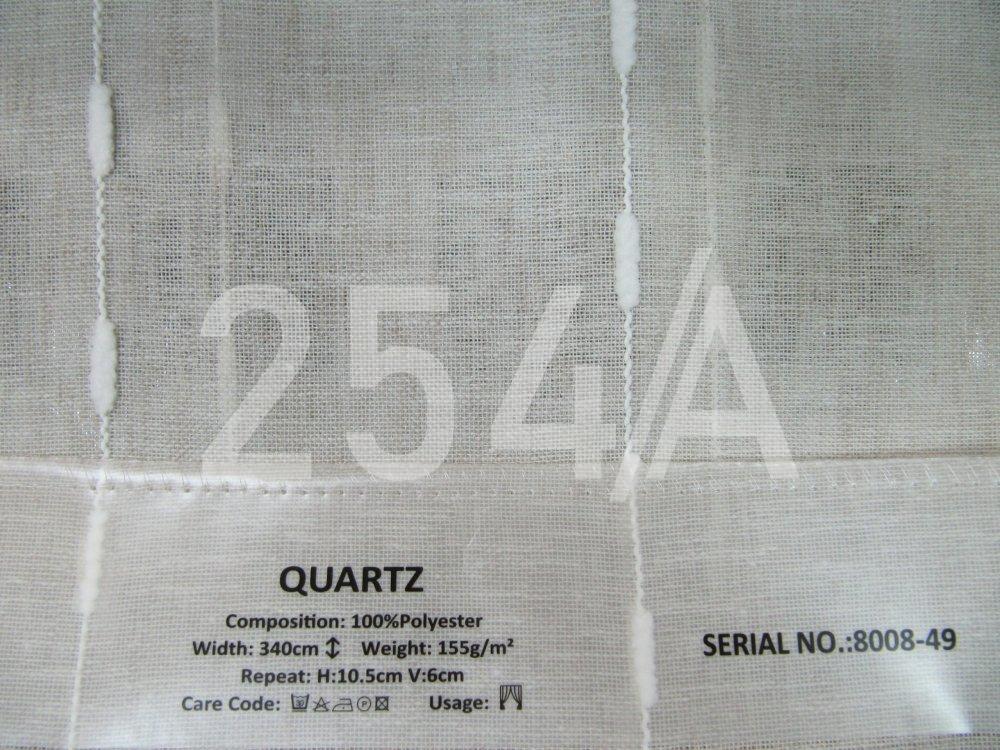 254/A
QUARTZ
Composition: 100%Polyester
Width: 340cm ↕ Weight: 155g/m²
Repeat: H:10.5cm V:6cm
Care Code: Usage:
SERIAL NO.:8008-49